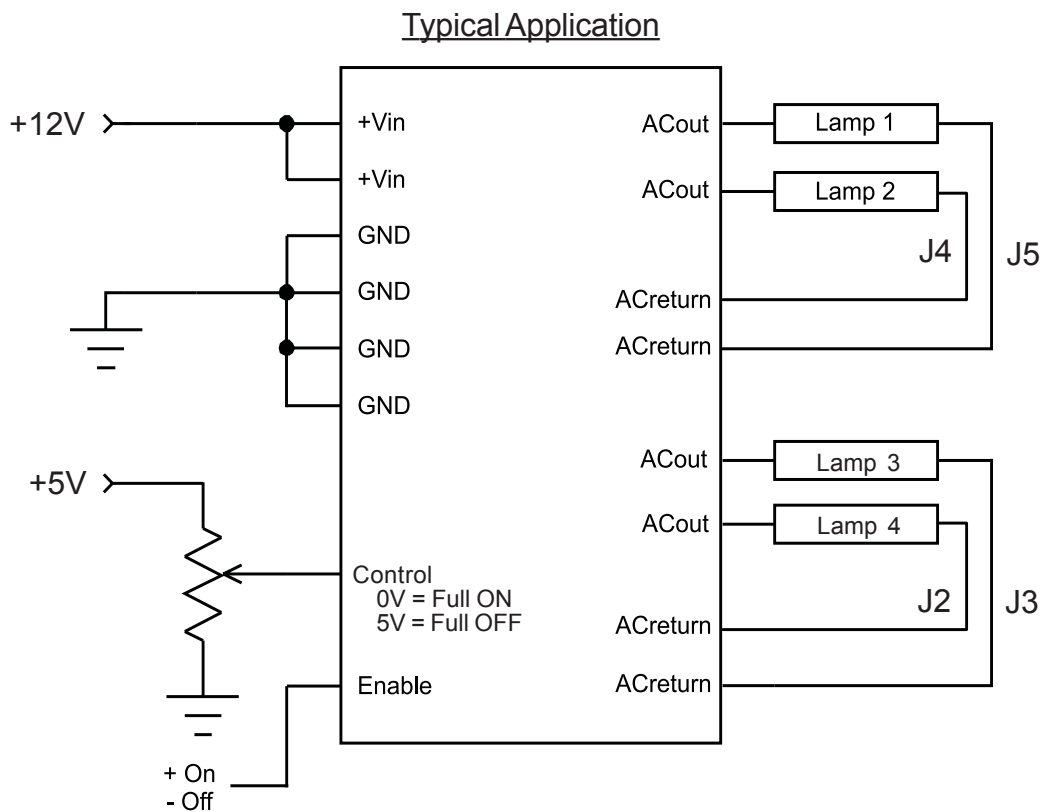 Typical Application
+12V
+Vin
+Vin
GND
GND
GND
GND
+5V
Control
0V = Full ON
5V = Full OFF
Enable
+ On
- Off
ACout
Lamp 1
ACout
Lamp 2
J4
J5
ACreturn
ACreturn
ACout
Lamp 3
ACout
Lamp 4
J2
J3
ACreturn
ACreturn